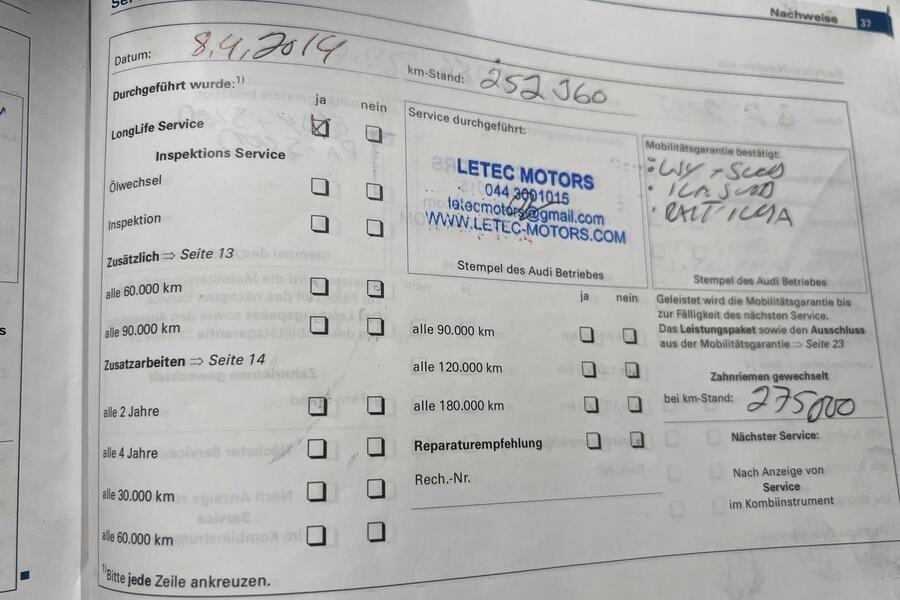 Nachweise 37
Datum: 8.4.2014
km-Stand: 252 360
Durchgeführt wurde:1)
ja nein
LongLife Service
Inspektions Service
Ölwechsel
Inspektion
Zusätzlich ⇒ Seite 13
alle 60.000 km
alle 90.000 km
Zusatzarbeiten ⇒ Seite 14
alle 2 Jahre
alle 4 Jahre
alle 30.000 km
alle 60.000 km
1)Bitte jede Zeile ankreuzen.
Service durchgeführt:
LETEC MOTORS
044 3001015
letecmotors@gmail.com
WWW.LETEC-MOTORS.COM
Stempel des Audi Betriebes
ja nein
alle 90.000 km
alle 120.000 km
alle 180.000 km
Reparaturempfehlung
Rech.-Nr.
Mobilitätsgarantie bestätigt:
Stempel des Audi Betriebes
Geleistet wird die Mobilitätsgarantie bis
zur Fälligkeit des nächsten Service.
Das Leistungspaket sowie den Ausschluss
aus der Mobilitätsgarantie ⇒ Seite 23
Zahnriemen gewechselt
bei km-Stand: 275000
Nächster Service:
Nach Anzeige von
Service
im Kombiinstrument